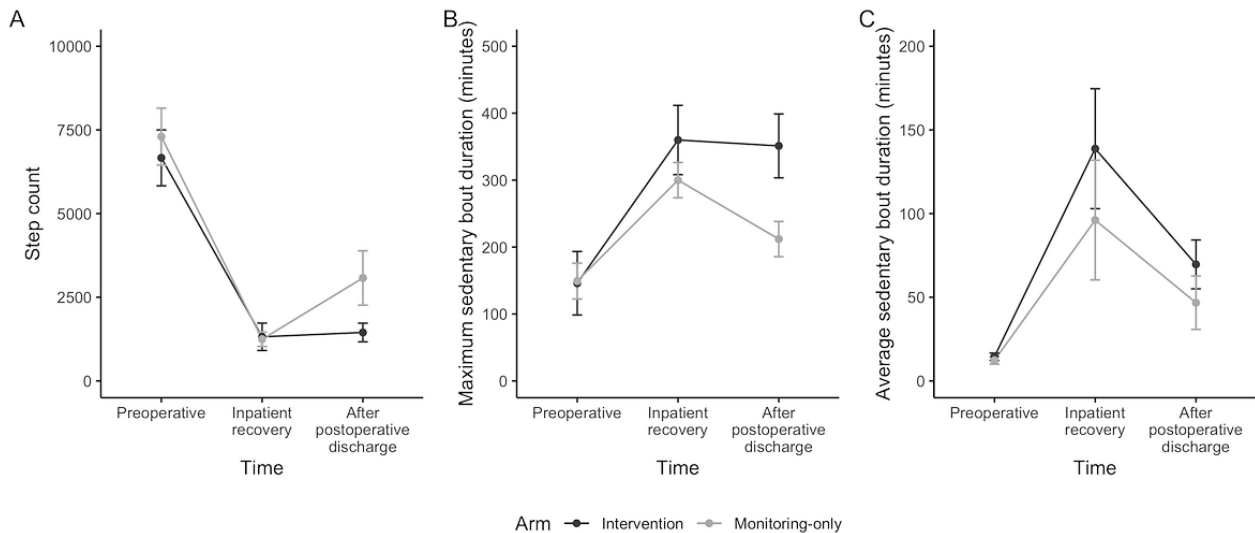 A
10000
7500
5000
2500
0
Step count
Preoperative
Inpatient
recovery
After
postoperative
discharge
Time
B
500
400
300
200
100
0
Maximum sedentary bout duration (minutes)
Preoperative
Inpatient
recovery
After
postoperative
discharge
Time
C
200
150
100
50
0
Average sedentary bout duration (minutes)
Preoperative
Inpatient
recovery
After
postoperative
discharge
Time
Arm Intervention Monitoring-only